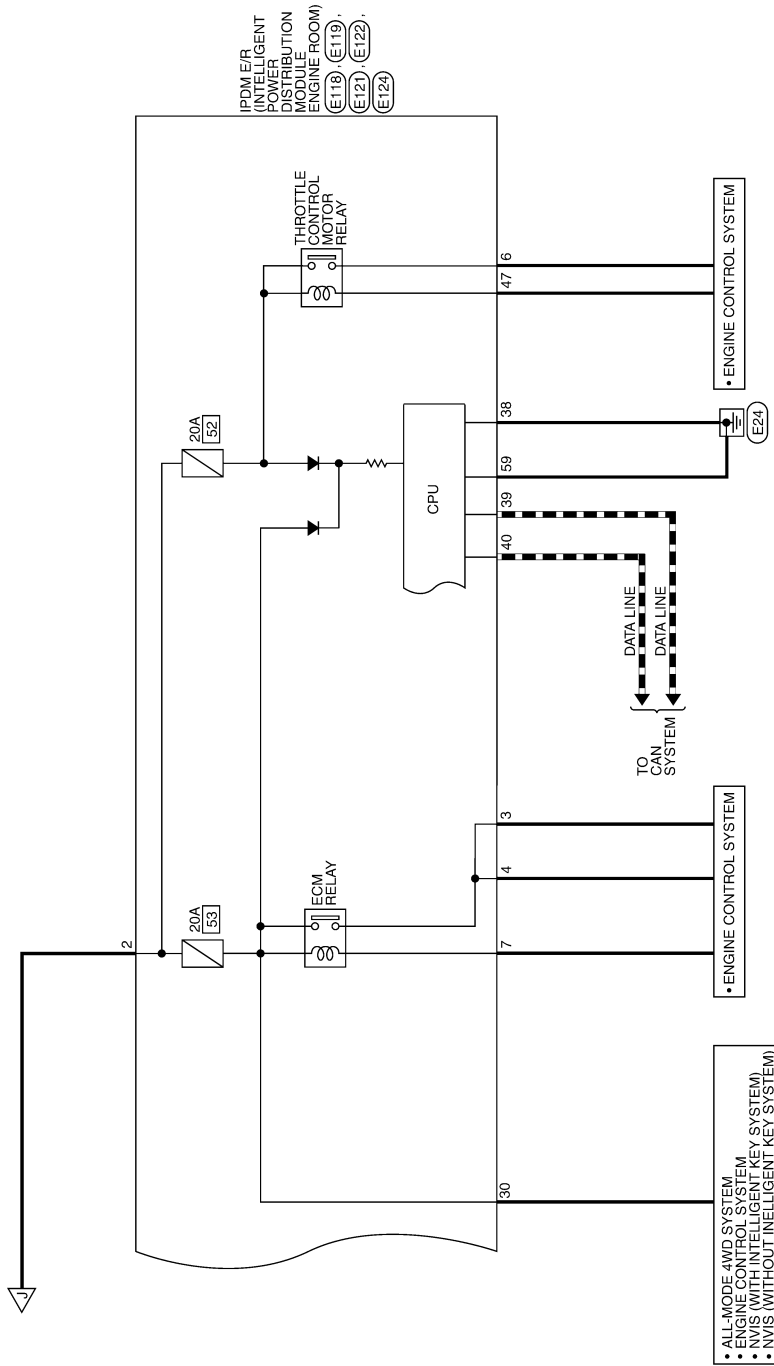 J
2
IPDM E/R
(INTELLIGENT
POWER
DISTRIBUTION
MODULE
ENGINE ROOM)
E118 , E119 ,
E121 , E122 ,
E124
20A
53
20A
52
ECM
RELAY
THROTTLE
CONTROL
MOTOR
RELAY
CPU
30
7
4
3
40
39
59
38
47
6
DATA LINE
DATA LINE
TO
CAN
SYSTEM
E24
• ALL-MODE 4WD SYSTEM
• ENGINE CONTROL SYSTEM
• NVIS (WITH INTELLIGENT KEY SYSTEM)
• NVIS (WITHOUT INELLIGENT KEY SYSTEM)
• ENGINE CONTROL SYSTEM
• ENGINE CONTROL SYSTEM